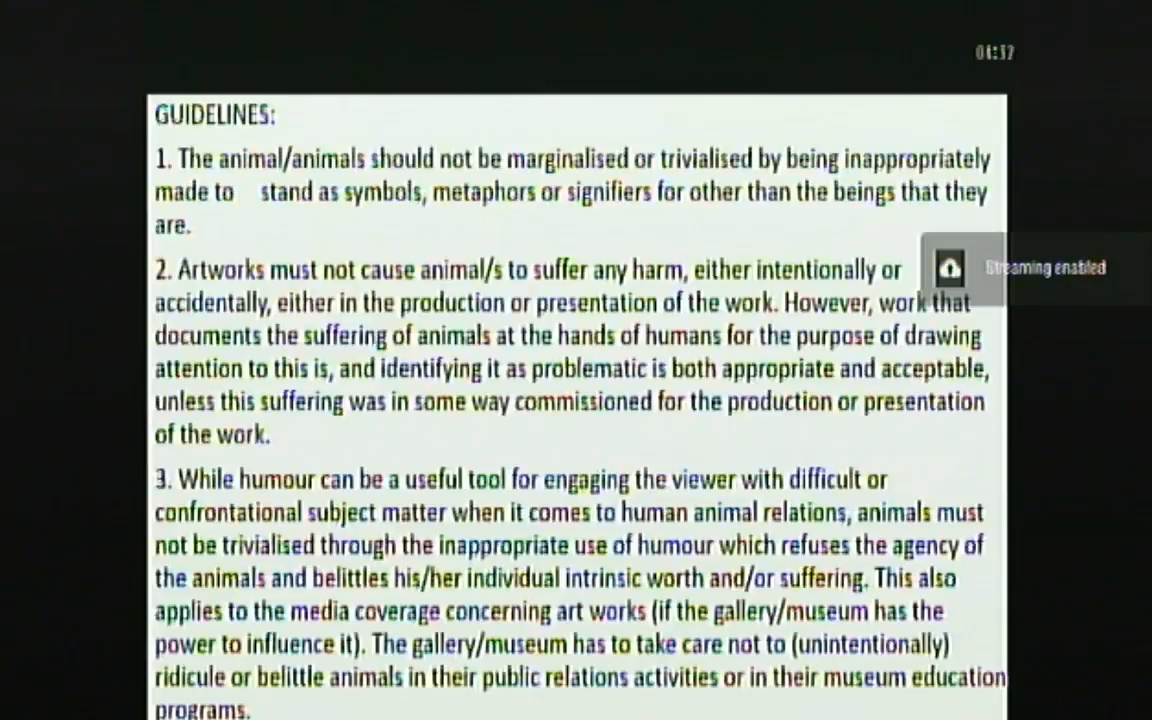 04:37
GUIDELINES:
1. The animal/animals should not be marginalised or trivialised by being inappropriately
made to stand as symbols, metaphors or signifiers for other than the beings that they
are.
2. Artworks must not cause animal/s to suffer any harm, either intentionally or
Streaming enabled
accidentally, either in the production or presentation of the work. However, work that
documents the suffering of animals at the hands of humans for the purpose of drawing
attention to this is, and identifying it as problematic is both appropriate and acceptable,
unless this suffering was in some way commissioned for the production or presentation
of the work.
3. While humour can be a useful tool for engaging the viewer with difficult or
confrontational subject matter when it comes to human animal relations, animals must
not be trivialised through the inappropriate use of humour which refuses the agency of
the animals and belittles his/her individual intrinsic worth and/or suffering. This also
applies to the media coverage concerning art works (if the gallery/museum has the
power to influence it). The gallery/museum has to take care not to (unintentionally)
ridicule or belittle animals in their public relations activities or in their museum education
programs.